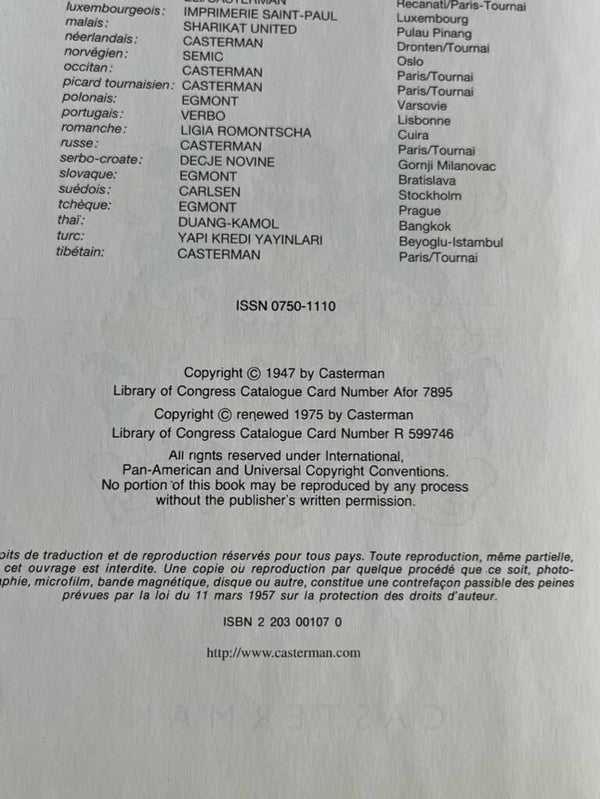 CASTERMAN Recanati/Paris-Tournai
luxembourgeois: IMPRIMERIE SAINT-PAUL Luxembourg
malais: SHARIKAT UNITED Pulau Pinang
néerlandais: CASTERMAN Dronten/Tournai
norvégien: SEMIC Oslo
occitan: CASTERMAN Paris/Tournai
picard tournaisien: CASTERMAN Paris/Tournai
polonais: EGMONT Varsovie
portugais: VERBO Lisbonne
romanche: LIGIA ROMONTSCHA Cuira
russe: CASTERMAN Paris/Tournai
serbo-croate: DECJE NOVINE Gornji Milanovac
slovaque: EGMONT Bratislava
suédois: CARLSEN Stockholm
tchèque: EGMONT Prague
thaï: DUANG-KAMOL Bangkok
turc: YAPI KREDI YAYINLARI Beyoglu-Istambul
tibétain: CASTERMAN Paris/Tournai
ISSN 0750-1110
Copyright © 1947 by Casterman
Library of Congress Catalogue Card Number Afor 7895
Copyright © renewed 1975 by Casterman
Library of Congress Catalogue Card Number R 599746
All rights reserved under International,
Pan-American and Universal Copyright Conventions.
No portion of this book may be reproduced by any process
without the publisher's written permission.
oits de traduction et de reproduction réservés pour tous pays. Toute reproduction, même partielle,
cet ouvrage est interdite. Une copie ou reproduction par quelque procédé que ce soit, photo-
aphie, microfilm, bande magnétique, disque ou autre, constitue une contrefaçon passible des peines
prévues par la loi du 11 mars 1957 sur la protection des droits d'auteur.
ISBN 2 203 00107 0
http://www.casterman.com
CASTERMAN